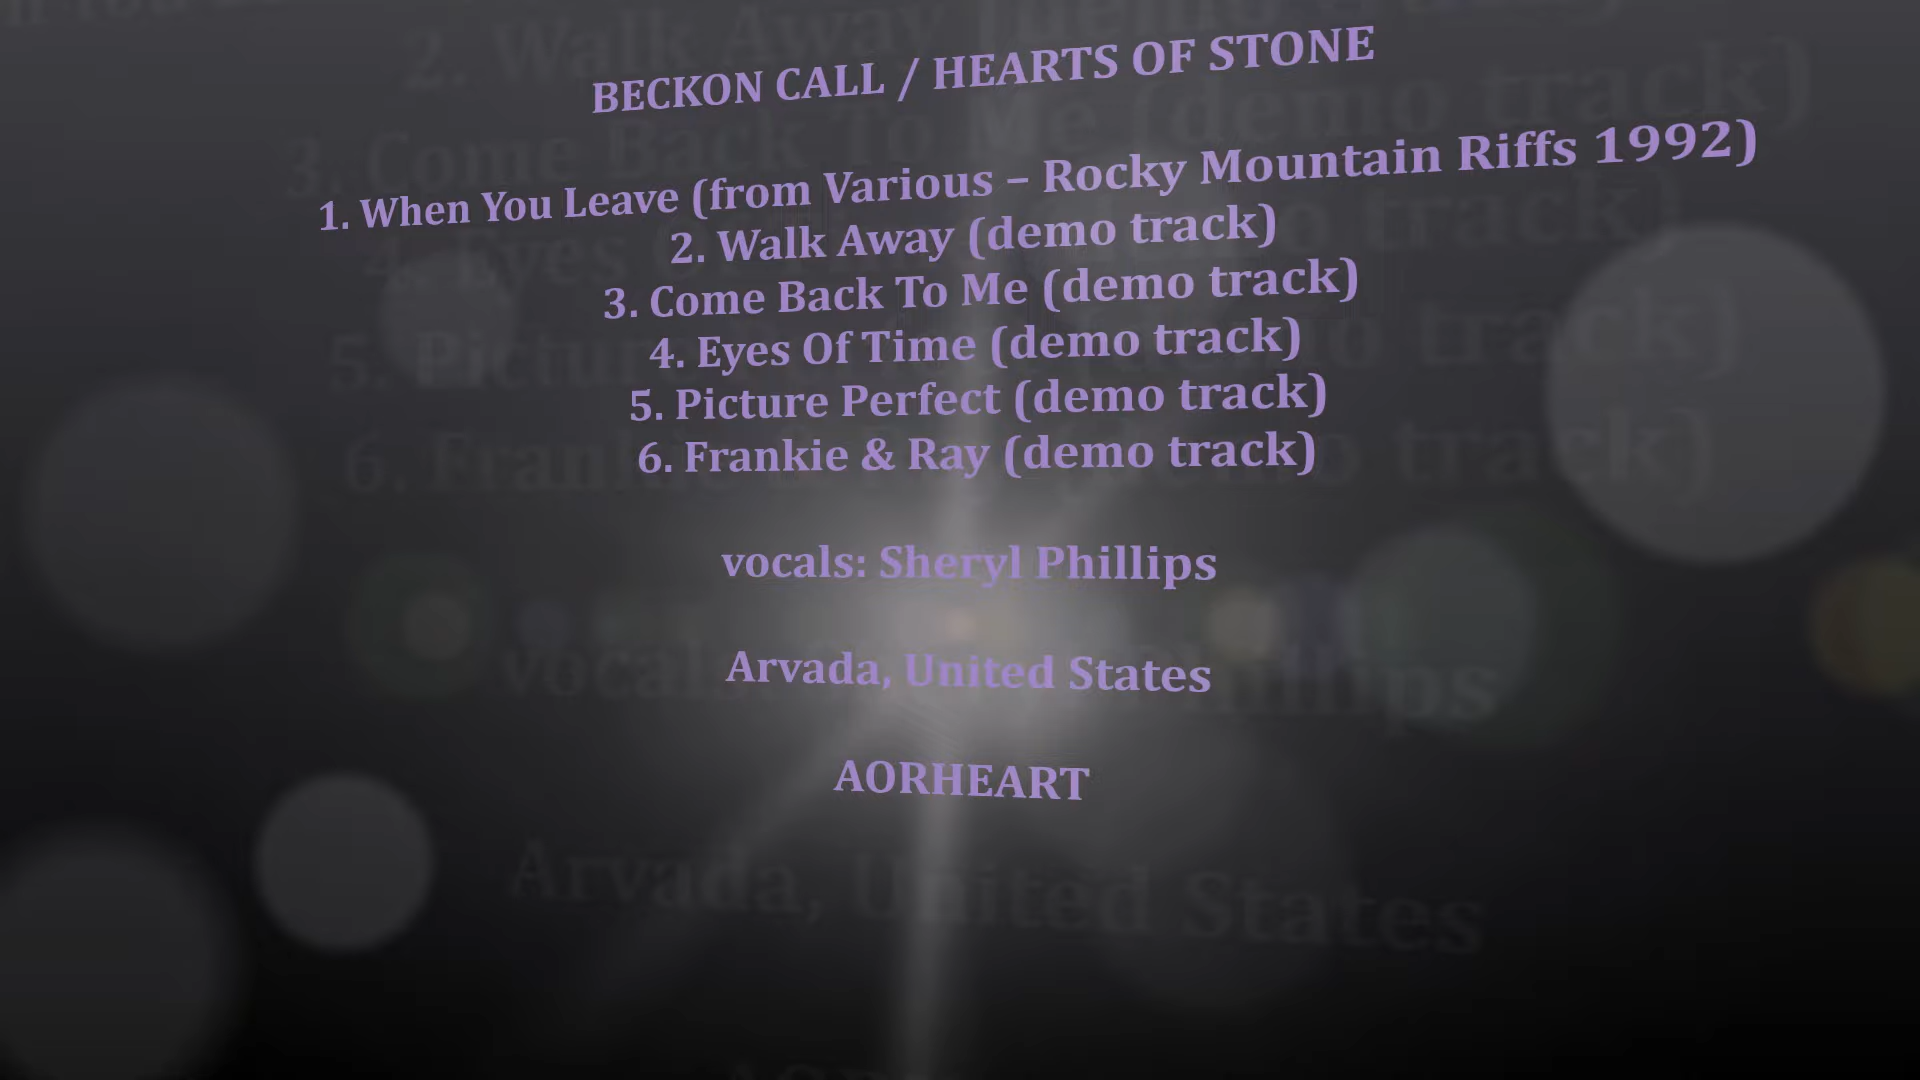 BECKON CALL / HEARTS OF STONE
1. When You Leave (from Various – Rocky Mountain Riffs 1992)
2. Walk Away (demo track)
3. Come Back To Me (demo track)
4. Eyes Of Time (demo track)
5. Picture Perfect (demo track)
6. Frankie & Ray (demo track)
vocals: Sheryl Phillips
Arvada, United States
AORHEART